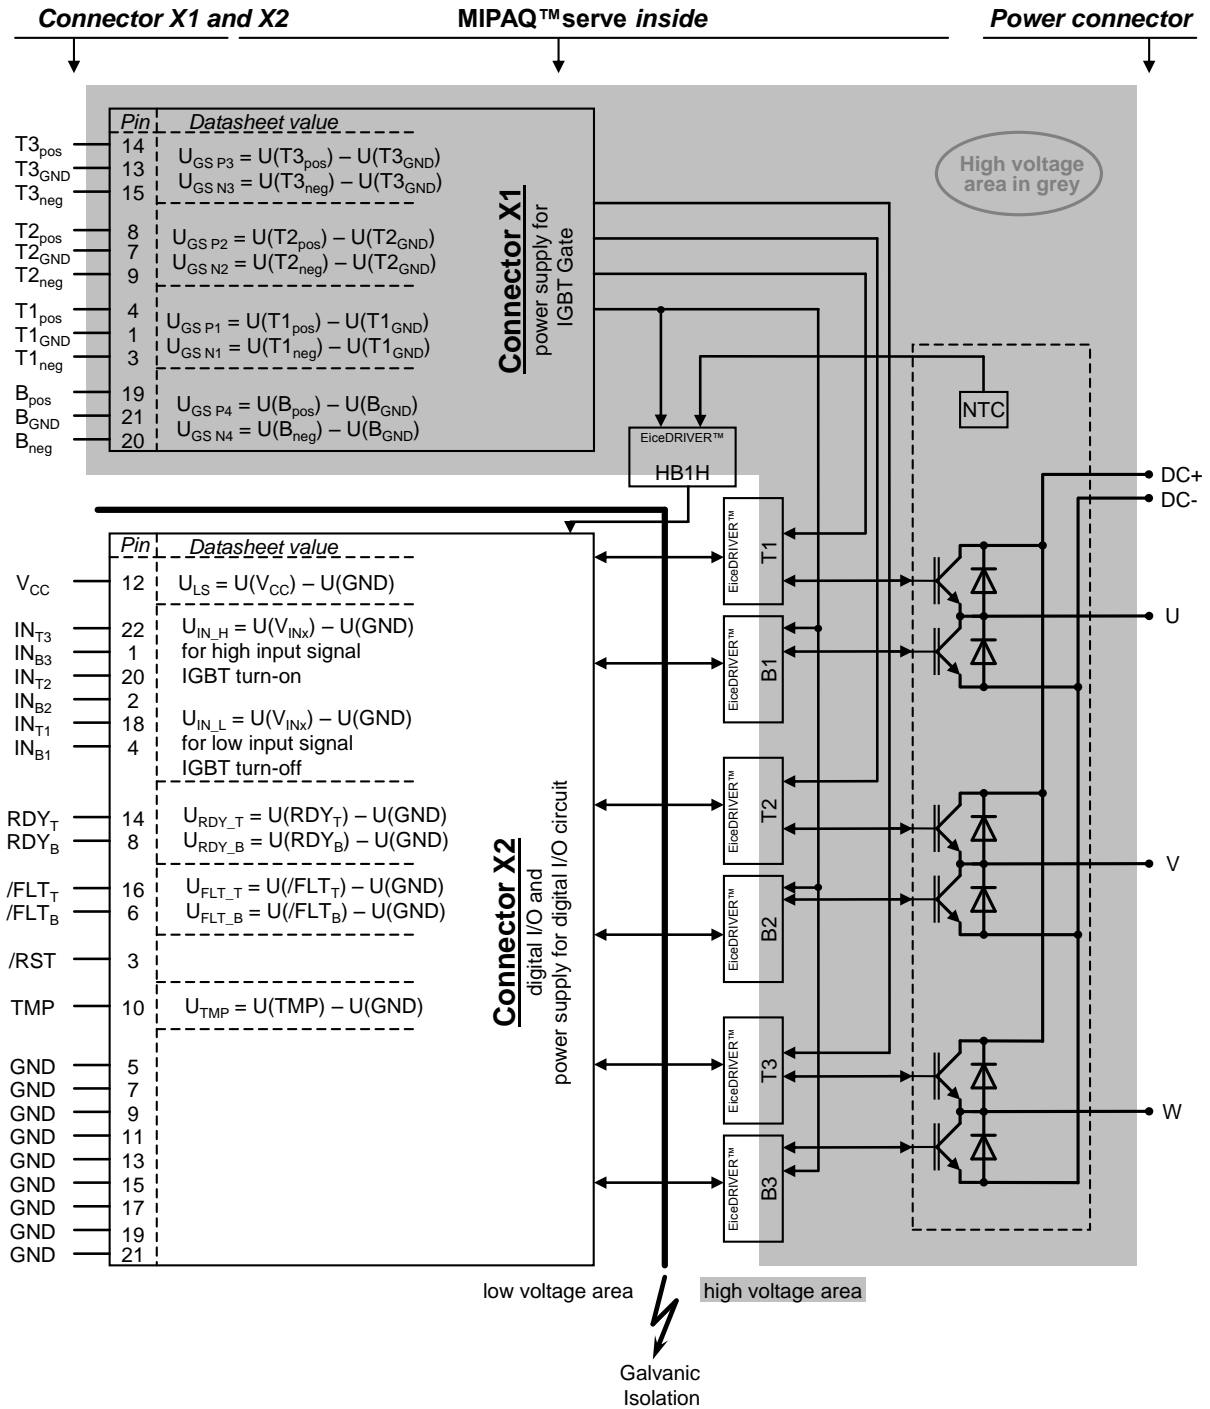 Connector X1 and X2
MIPAQ™serve inside
Power connector
Pin Datasheet value
T3pos 14
T3GND 13
T3neg 15
UGS P3 = U(T3pos) – U(T3GND)
UGS N3 = U(T3neg) – U(T3GND)
T2pos 8
T2GND 7
T2neg 9
UGS P2 = U(T2pos) – U(T2GND)
UGS N2 = U(T2neg) – U(T2GND)
T1pos 4
T1GND 1
T1neg 3
UGS P1 = U(T1pos) – U(T1GND)
UGS N1 = U(T1neg) – U(T1GND)
Bpos 19
BGND 21
Bneg 20
UGS P4 = U(Bpos) – U(BGND)
UGS N4 = U(Bneg) – U(BGND)
Connector X1
power supply for
IGBT Gate
High voltage
area in grey
NTC
EiceDRIVER™
HB1H
DC+
DC-
Pin Datasheet value
VCC 12 ULS = U(VCC) – U(GND)
INT3 22
INB3 1
INT2 20
INB2 2
INT1 18
INB1 4
UIN_H = U(VINx) – U(GND)
for high input signal
IGBT turn-on
UIN_L = U(VINx) – U(GND)
for low input signal
IGBT turn-off
RDYT 14 URDY_T = U(RDYT) – U(GND)
RDYB 8 URDY_B = U(RDYB) – U(GND)
/FLTT 16 UFLT_T = U(/FLTT) – U(GND)
/FLTB 6 UFLT_B = U(/FLTB) – U(GND)
/RST 3
TMP 10 UTMP = U(TMP) – U(GND)
GND 5
GND 7
GND 9
GND 11
GND 13
GND 15
GND 17
GND 19
GND 21
Connector X2
digital I/O and
power supply for digital I/O circuit
EiceDRIVER™
T1
EiceDRIVER™
B1
EiceDRIVER™
T2
EiceDRIVER™
B2
EiceDRIVER™
T3
EiceDRIVER™
B3
U
V
W
low voltage area
high voltage area
Galvanic
Isolation